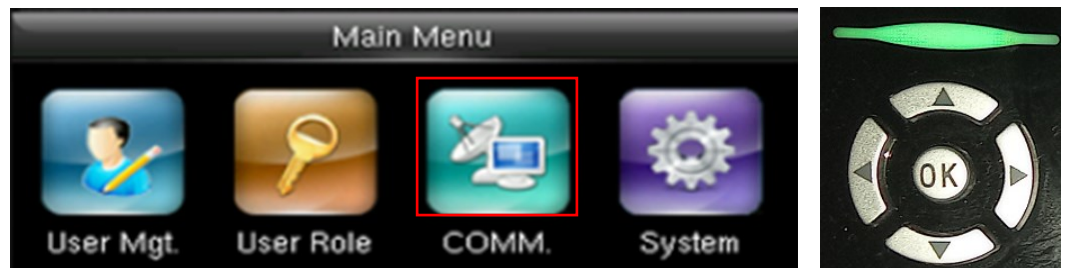 Main Menu
User Mgt.
User Role
COMM.
System
OK